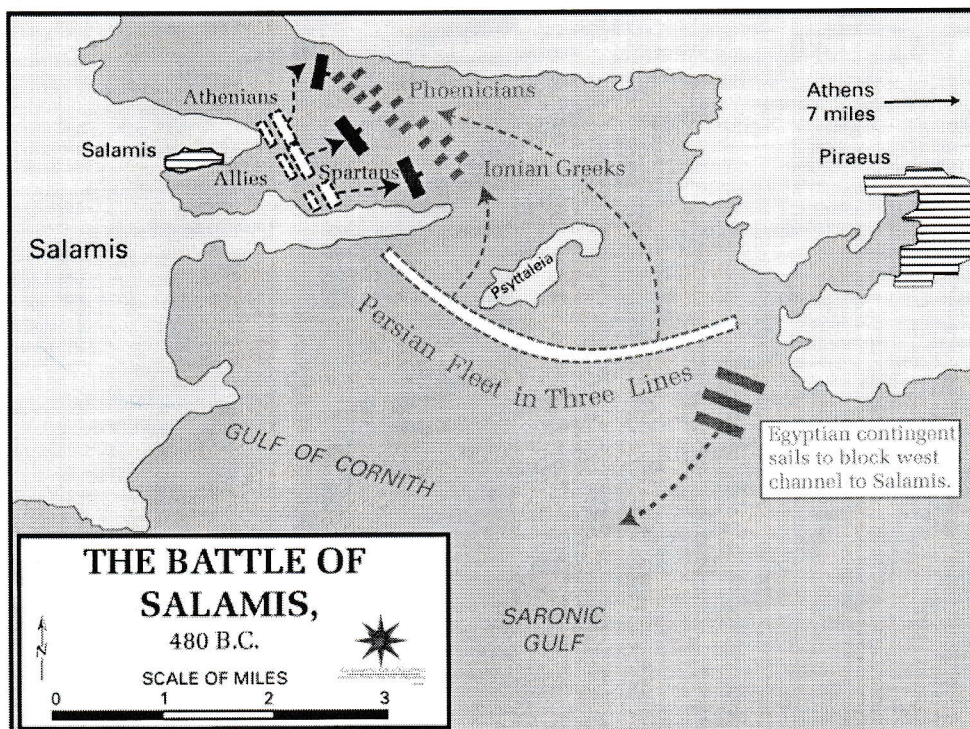 Athenians
Phoenicians
Athens
7 miles
Salamis
Piraeus
Allies
Spartans
Ionian Greeks
Salamis
Psyttaleia
Persian Fleet in Three Lines
GULF OF CORNITH
Egyptian contingent
sails to block west
channel to Salamis.
SARONIC
GULF
THE BATTLE OF
SALAMIS,
480 B.C.
N
SCALE OF MILES
0 1 2 3